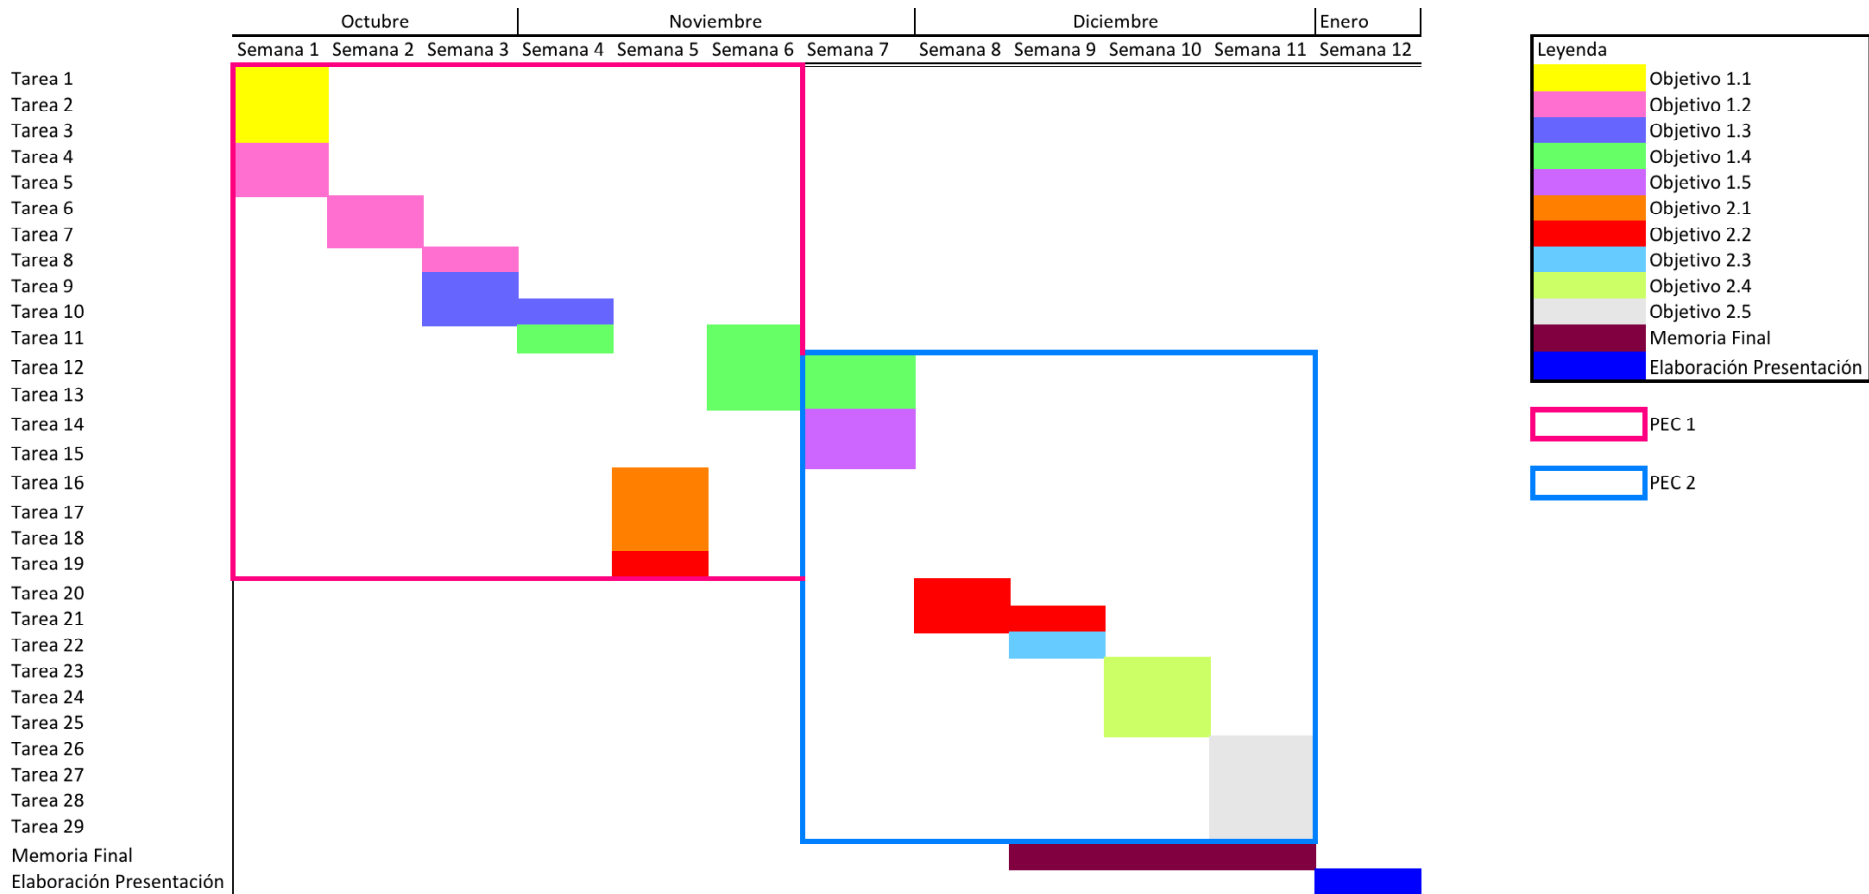 Octubre Noviembre Diciembre Enero
Semana 1 Semana 2 Semana 3 Semana 4 Semana 5 Semana 6 Semana 7 Semana 8 Semana 9 Semana 10 Semana 11 Semana 12
Tarea 1
Tarea 2
Tarea 3
Tarea 4
Tarea 5
Tarea 6
Tarea 7
Tarea 8
Tarea 9
Tarea 10
Tarea 11
Tarea 12
Tarea 13
Tarea 14
Tarea 15
Tarea 16
Tarea 17
Tarea 18
Tarea 19
Tarea 20
Tarea 21
Tarea 22
Tarea 23
Tarea 24
Tarea 25
Tarea 26
Tarea 27
Tarea 28
Tarea 29
Memoria Final
Elaboración Presentación
Leyenda
Objetivo 1.1
Objetivo 1.2
Objetivo 1.3
Objetivo 1.4
Objetivo 1.5
Objetivo 2.1
Objetivo 2.2
Objetivo 2.3
Objetivo 2.4
Objetivo 2.5
Memoria Final
Elaboración Presentación
PEC 1
PEC 2